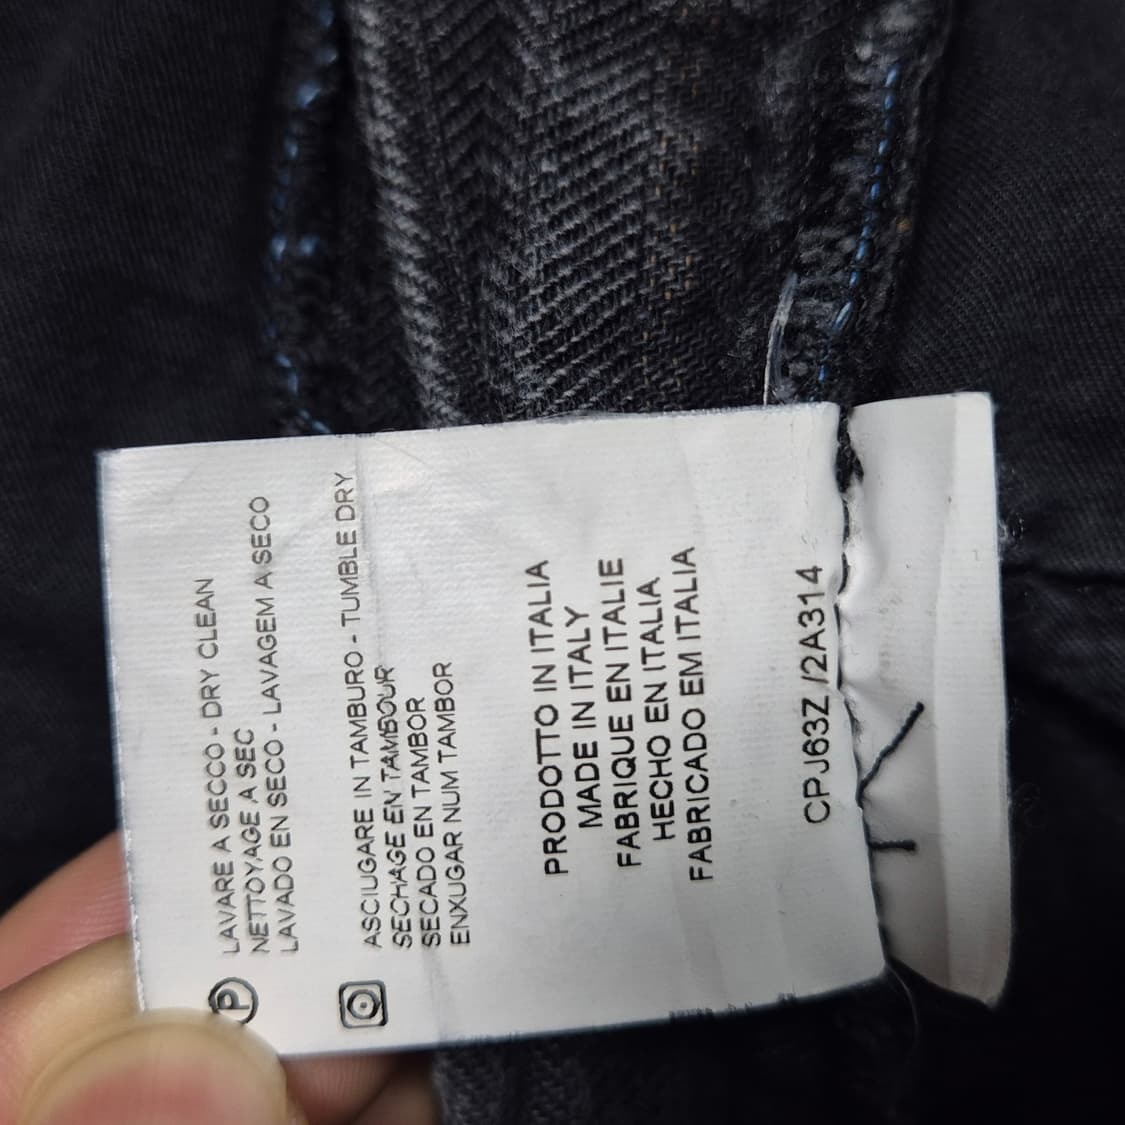 P
LAVARE A SECCO - DRY CLEAN
NETTOYAGE A SEC
LAVADO EN SECO - LAVAGEM A SECO
ASCIUGARE IN TAMBURO - TUMBLE DRY
SECHAGE EN TAMBOUR
SECADO EN TAMBOR
ENXUGAR NUM TAMBOR
PRODOTTO IN ITALIA
MADE IN ITALY
FABRIQUE EN ITALIE
HECHO EN ITALIA
FABRICADO EM ITALIA
CPJ63Z /2A314